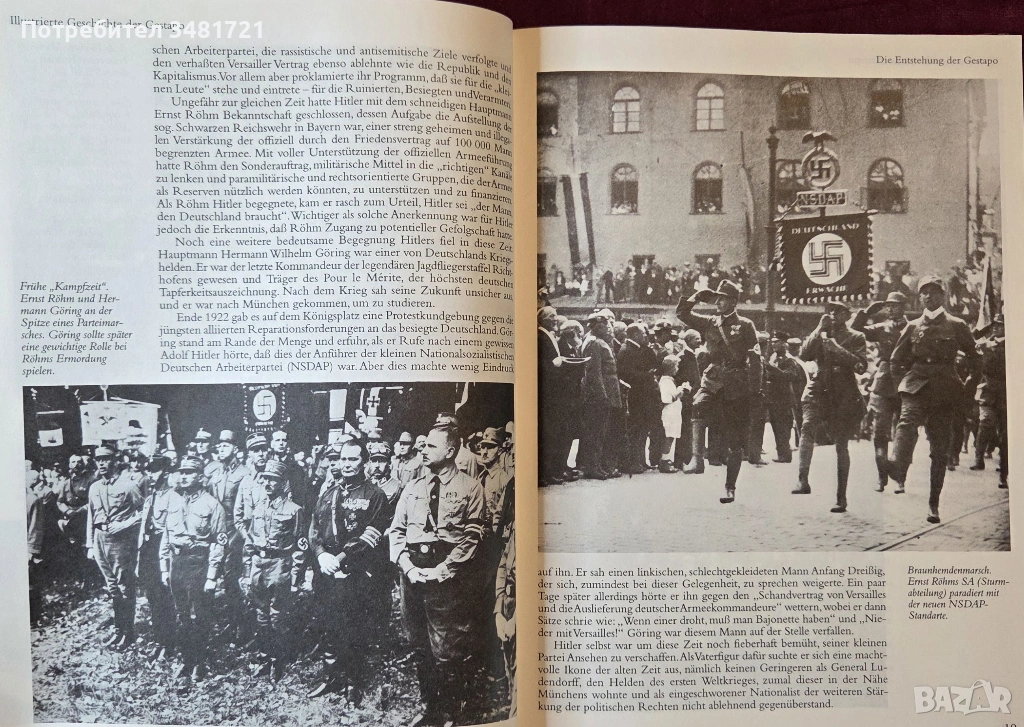 Потребител 3481721
Illustrierte Geschichte der Gestapo
schen Arbeiterpartei, die rassistische und antisemitische Ziele verfolgte und
den verhaßten Versailler Vertrag ebenso ablehnte wie die Republik und den
Kapitalismus. Vor allem aber proklamierte ihr Programm, daß sie für die „klei-
nen Leute" stehe und eintrete – für die Ruinierten, Besiegten und Verarmten.
Ungefähr zur gleichen Zeit hatte Hitler mit dem schneidigen Hauptmann
Ernst Röhm Bekanntschaft geschlossen, dessen Aufgabe die Aufstellung der
sog. Schwarzen Reichswehr in Bayern war, einer streng geheimen und illega-
len Verstärkung der offiziell durch den Friedensvertrag auf 100 000 Mann
begrenzten Armee. Mit voller Unterstützung der offiziellen Armeeführung
hatte Röhm den Sonderauftrag, militärische Mittel in die „richtigen" Kanäle
zu lenken und paramilitärische und rechtsorientierte Gruppen, die der Armee
als Reserven nützlich werden könnten, zu unterstützen und zu finanzieren.
Als Röhm Hitler begegnete, kam er rasch zum Urteil, Hitler sei „der Mann,
den Deutschland braucht". Wichtiger als solche Anerkennung war für Hitler
jedoch die Erkenntnis, daß Röhm Zugang zu potentieller Gefolgschaft hatte.
Noch eine weitere bedeutsame Begegnung Hitlers fiel in diese Zeit.
Hauptmann Hermann Wilhelm Göring war einer von Deutschlands Kriegs-
helden. Er war der letzte Kommandeur der legendären Jagdfliegerstaffel Richt-
hofens gewesen und Träger des Pour le Mérite, der höchsten deutschen
Tapferkeitsauszeichnung. Nach dem Krieg sah seine Zukunft unsicher aus,
und er war nach München gekommen, um zu studieren.
Ende 1922 gab es auf dem Königsplatz eine Protestkundgebung gegen die
jüngsten alliierten Reparationsforderungen an das besiegte Deutschland. Gö-
ring stand am Rande der Menge und erfuhr, als er Rufe nach einem gewissen
Adolf Hitler hörte, daß dies der Anführer der kleinen Nationalsozialistischen
Deutschen Arbeiterpartei (NSDAP) war. Aber dies machte wenig Eindruck
Frühe „Kampfzeit".
Ernst Röhm und Her-
mann Göring an der
Spitze eines Parteimar-
sches. Göring sollte später
eine gewichtige Rolle bei
Röhms Ermordung
spielen.
Die Entstehung der Gestapo
NSDAP
DEUTSCHLAND
ERWACHE
auf ihn. Er sah einen linkischen, schlechtgekleideten Mann Anfang Dreißig,
der sich, zumindest bei dieser Gelegenheit, zu sprechen weigerte. Ein paar
Tage später allerdings hörte er ihn gegen den „Schandvertrag von Versailles
und die Auslieferung deutscher Armeekommandeure" wettern, wobei er dann
Sätze schrie wie: „Wenn einer droht, muß man Bajonette haben" und „Nie-
der mit Versailles!" Göring war diesem Mann auf der Stelle verfallen.
Hitler selbst war um diese Zeit noch fieberhaft bemüht, seiner kleinen
Partei Ansehen zu verschaffen. Als Vaterfigur dafür suchte er sich eine macht-
volle Ikone der alten Zeit aus, nämlich keinen Geringeren als General Lu-
dendorff, den Helden des ersten Weltkrieges, zumal dieser in der Nähe
Münchens wohnte und als eingeschworener Nationalist der weiteren Stär-
kung der politischen Rechten nicht ablehnend gegenüberstand.
Braunhemdenmarsch.
Ernst Röhms SA (Sturm-
abteilung) paradiert mit
der neuen NSDAP-
Standarte.
BAZAR